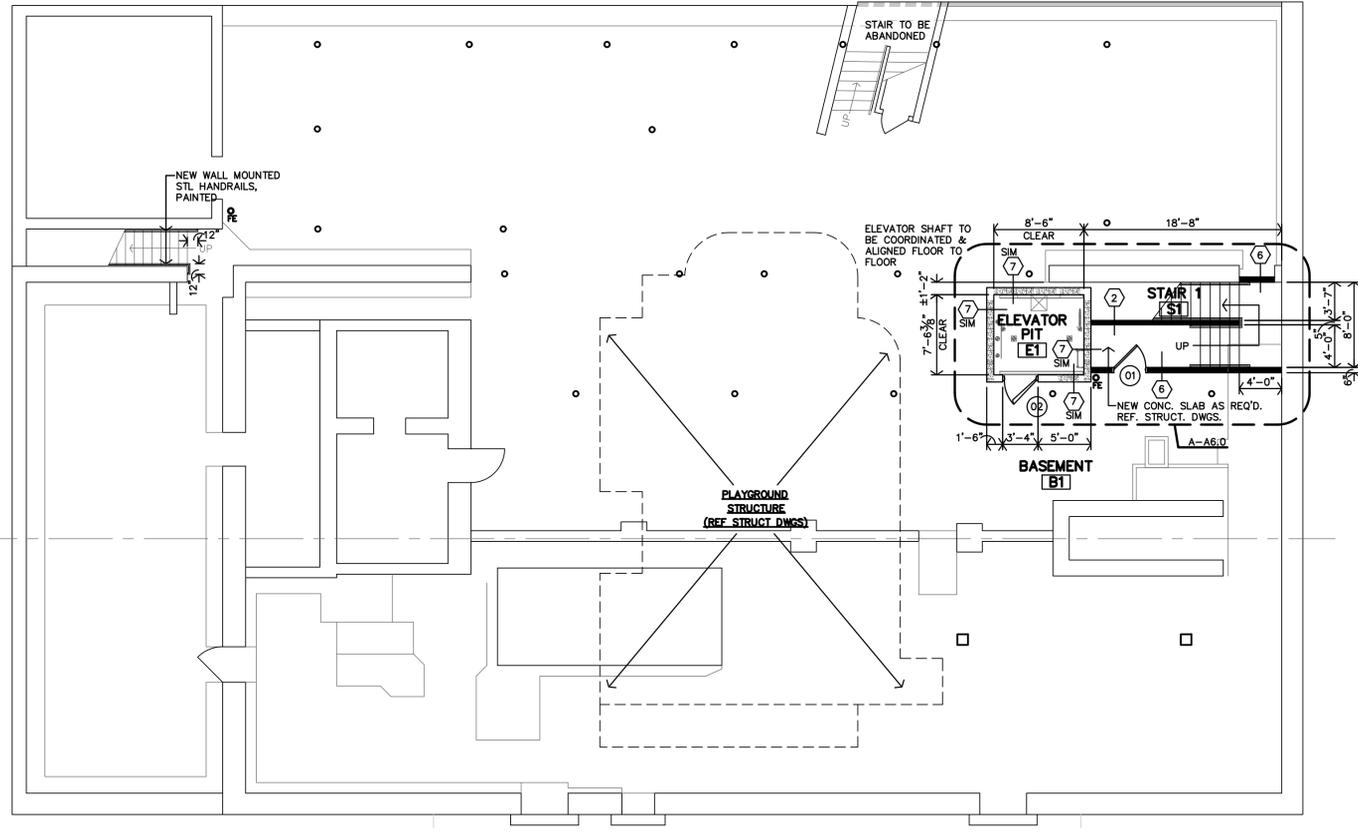 STAIR TO BE
ABANDONED
UP
NEW WALL MOUNTED
STL HANDRAILS,
PAINTED
FE
12"
UP
12"
ELEVATOR SHAFT TO
BE COORDINATED &
ALIGNED FLOOR TO
FLOOR
8'-6"
CLEAR
18'-8"
SIM
7
6
±1'-2"
2
STAIR 1
S1
3'-7"
7
SIM
ELEVATOR
PIT
E1
7'-6 3/8"
CLEAR
7
SIM
UP
5"
4'-0"
8'-0"
01
FE
6
7
SIM
02
4'-0"
6"
NEW CONC. SLAB AS REQ'D.
REF. STRUCT. DWGS.
1'-6"
3'-4"
5'-0"
A-A6.0
BASEMENT
B1
PLAYGROUND
STRUCTURE
(REF STRUCT DWGS)